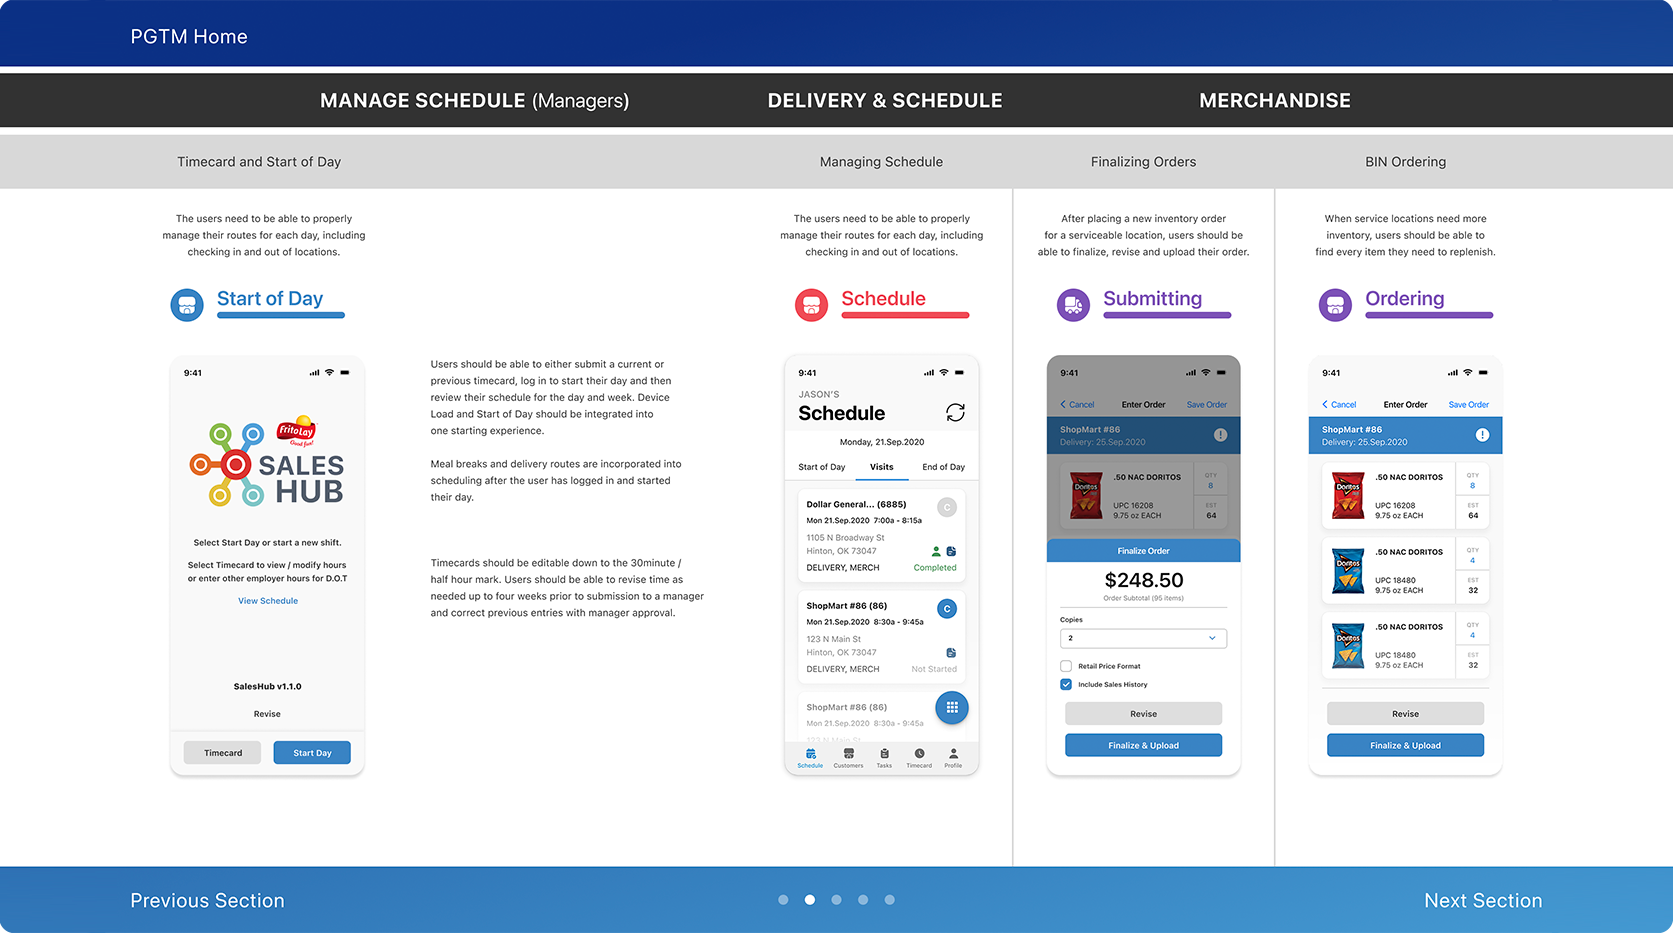 PGTM Home
MANAGE SCHEDULE (Managers)
DELIVERY & SCHEDULE
MERCHANDISE
Timecard and Start of Day
Managing Schedule
Finalizing Orders
BIN Ordering
The users need to be able to properly
manage their routes for each day, including
checking in and out of locations.
Start of Day
9:41
FritoLay
Good fun!
SALES
HUB
Select Start Day or start a new shift.
Select Timecard to view / modify hours
or enter other employer hours for D.O.T
View Schedule
SalesHub v1.1.0
Revise
Timecard
Start Day
Users should be able to either submit a current or
previous timecard, log in to start their day and then
review their schedule for the day and week. Device
Load and Start of Day should be integrated into
one starting experience.
Meal breaks and delivery routes are incorporated into
scheduling after the user has logged in and started
their day.
Timecards should be editable down to the 30minute /
half hour mark. Users should be able to revise time as
needed up to four weeks prior to submission to a manager
and correct previous entries with manager approval.
The users need to be able to properly
manage their routes for each day, including
checking in and out of locations.
Schedule
9:41
JASON'S
Schedule
Monday, 21.Sep.2020
Start of Day
Visits
End of Day
Dollar General... (6885)
C
Mon 21.Sep.2020 7:00a - 8:15a
1105 N Broadway St
Hinton, OK 73047
DELIVERY, MERCH
Completed
ShopMart #86 (86)
C
Mon 21.Sep.2020 8:30a - 9:45a
123 N Main St
Hinton, OK 73047
DELIVERY, MERCH
Not Started
ShopMart #86 (86)
Mon 21.Sep.2020 8:30a - 9:45a
123 N Main St
Schedule
Customers
Tasks
Timecard
Profile
After placing a new inventory order
for a serviceable location, users should be
able to finalize, revise and upload their order.
Submitting
9:41
Cancel
Enter Order
Save Order
ShopMart #86
Delivery: 25.Sep.2020
!
Doritos
.50 NAC DORITOS
UPC 16208
9.75 oz EACH
QTY
8
EST
64
Finalize Order
$248.50
Order Subtotal (95 items)
Copies
2
Retail Price Format
Include Sales History
Revise
Finalize & Upload
When service locations need more
inventory, users should be able to
find every item they need to replenish.
Ordering
9:41
Cancel
Enter Order
Save Order
ShopMart #86
Delivery: 25.Sep.2020
!
Doritos
.50 NAC DORITOS
UPC 16208
9.75 oz EACH
QTY
8
EST
64
Doritos
.50 NAC DORITOS
UPC 18480
9.75 oz EACH
QTY
4
EST
32
Doritos
.50 NAC DORITOS
UPC 18480
9.75 oz EACH
QTY
4
EST
32
Revise
Finalize & Upload
Previous Section
Next Section